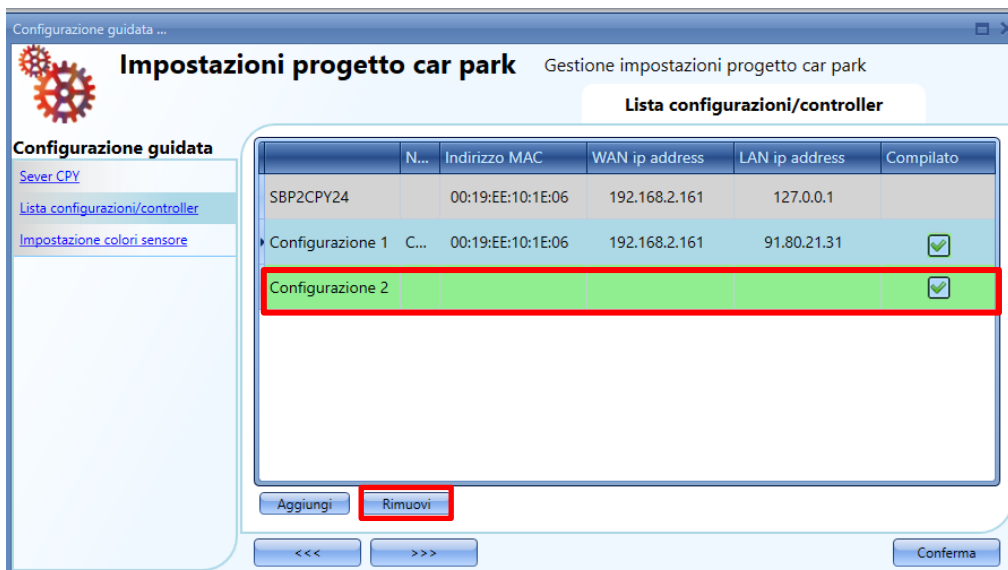 Configurazione guidata ...
Impostazioni progetto car park Gestione impostazioni progetto car park
Lista configurazioni/controller
Configurazione guidata
Sever CPY
Lista configurazioni/controller
Impostazione colori sensore
N... Indirizzo MAC WAN ip address LAN ip address Compilato
SBP2CPY24 00:19:EE:10:1E:06 192.168.2.161 127.0.0.1
Configurazione 1 C... 00:19:EE:10:1E:06 192.168.2.161 91.80.21.31
Configurazione 2
Aggiungi Rimuovi
<<< >>> Conferma